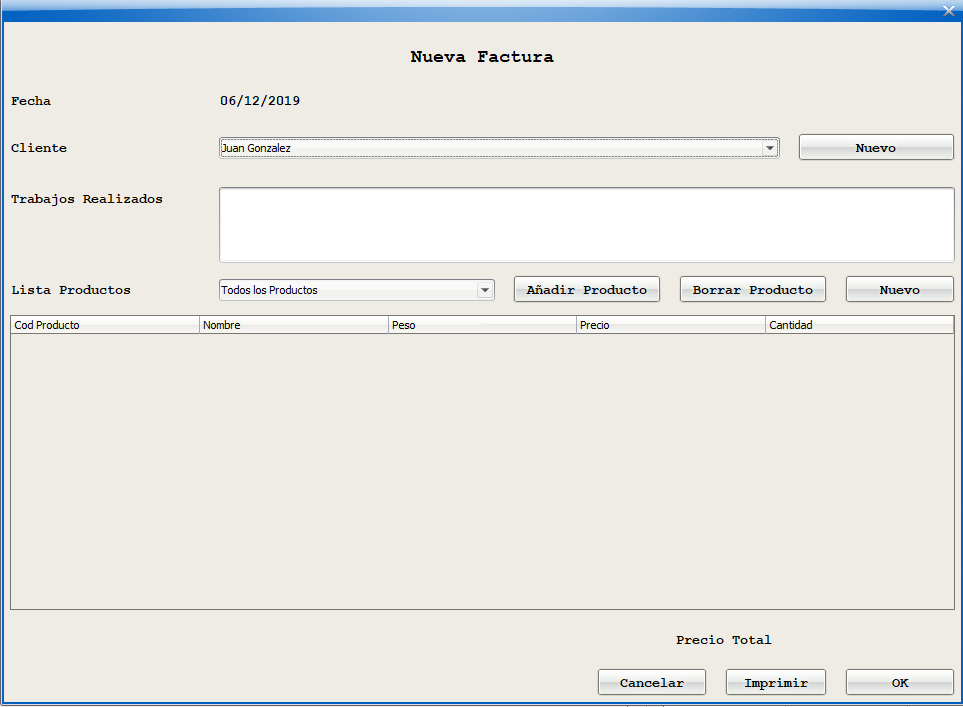 Nueva Factura
Fecha 06/12/2019
Cliente Juan Gonzalez Nuevo
Trabajos Realizados
Lista Productos Todos los Productos Añadir Producto Borrar Producto Nuevo
Cod Producto Nombre Peso Precio Cantidad
Precio Total
Cancelar Imprimir OK